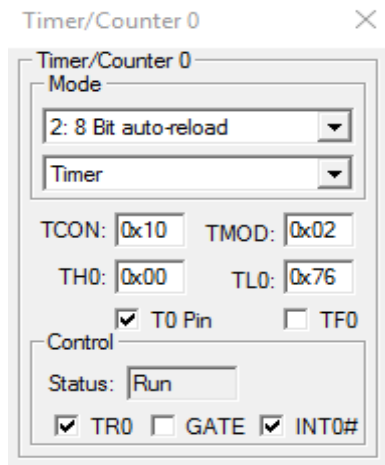 Timer/Counter 0
Timer/Counter 0
Mode
2: 8 Bit auto-reload
Timer
TCON: 0x10 TMOD: 0x02
TH0: 0x00 TL0: 0x76
T0 Pin TF0
Control
Status: Run
TR0 GATE INT0#